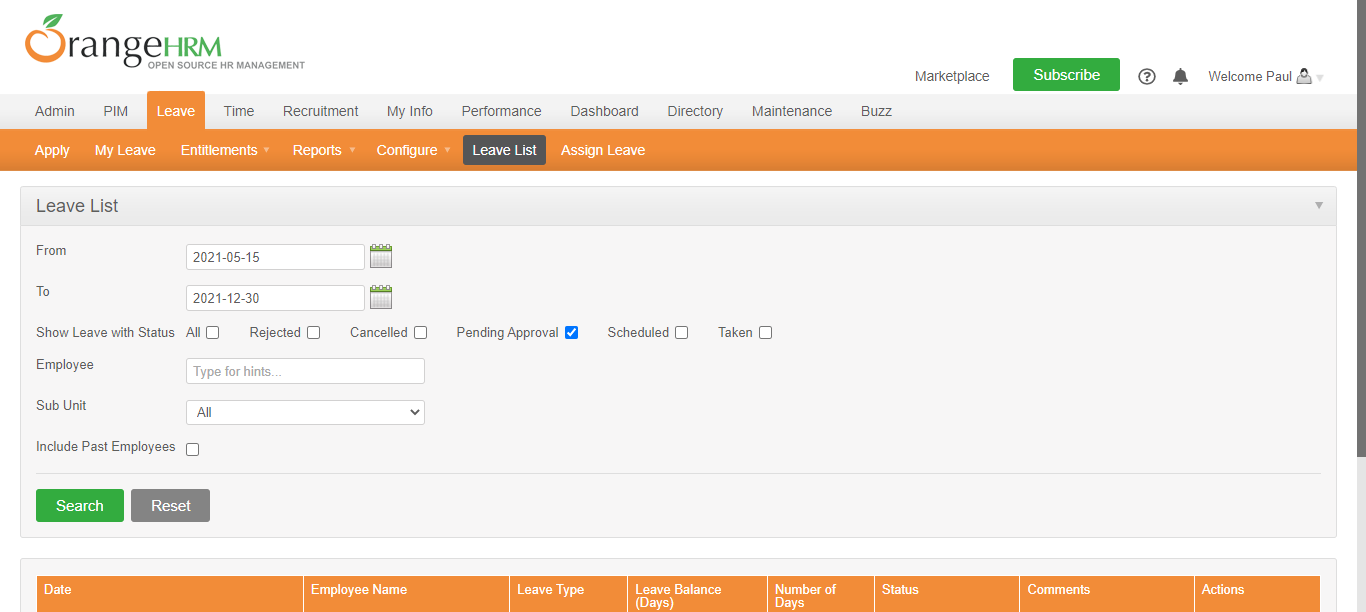 OrangeHRM
OPEN SOURCE HR MANAGEMENT
Marketplace Subscribe ? Welcome Paul
Admin PIM Leave Time Recruitment My Info Performance Dashboard Directory Maintenance Buzz
Apply My Leave Entitlements Reports Configure Leave List Assign Leave
Leave List
From 2021-05-15
To 2021-12-30
Show Leave with Status All Rejected Cancelled Pending Approval Scheduled Taken
Employee Type for hints...
Sub Unit All
Include Past Employees
Search Reset
Date Employee Name Leave Type Leave Balance (Days) Number of Days Status Comments Actions